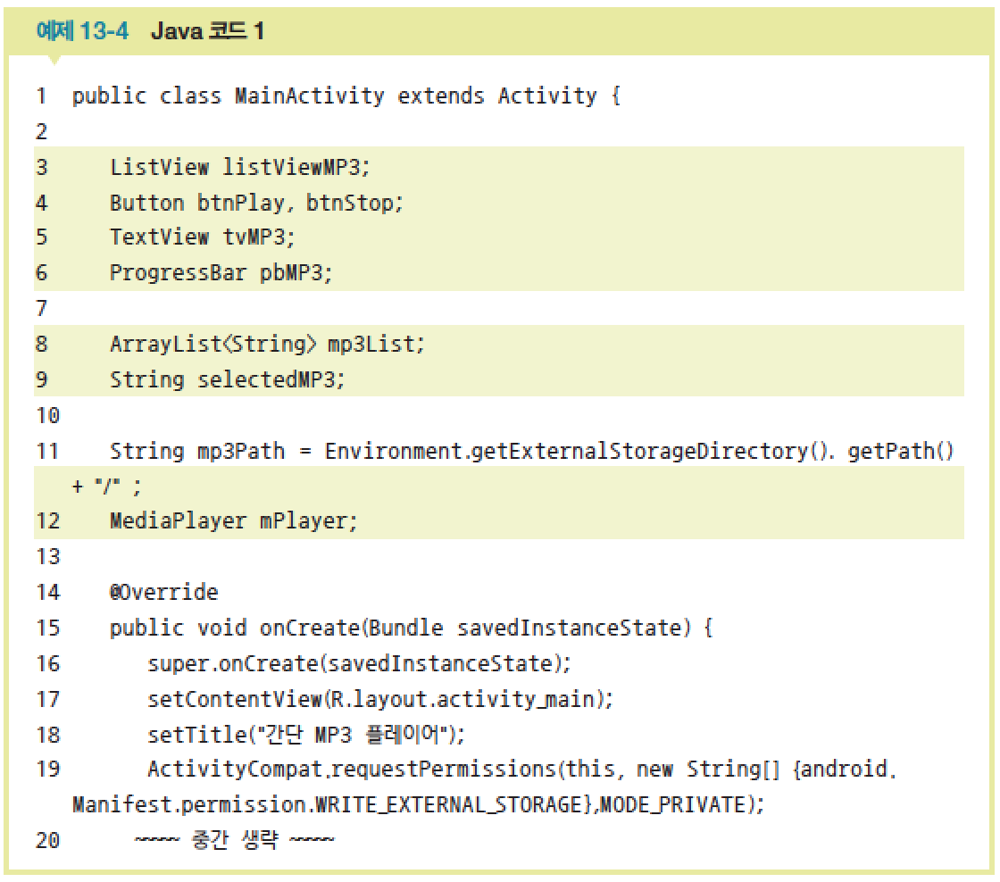 예제 13-4 Java 코드 1
1 public class MainActivity extends Activity {
2
3 ListView listViewMP3;
4 Button btnPlay, btnStop;
5 TextView tvMP3;
6 ProgressBar pbMP3;
7
8 ArrayList<String> mp3List;
9 String selectedMP3;
10
11 String mp3Path = Environment.getExternalStorageDirectory(). getPath()
+ "/" ;
12 MediaPlayer mPlayer;
13
14 @Override
15 public void onCreate(Bundle savedInstanceState) {
16 super.onCreate(savedInstanceState);
17 setContentView(R.layout.activity_main);
18 setTitle("간단 MP3 플레이어");
19 ActivityCompat.requestPermissions(this, new String[] {android.
Manifest.permission.WRITE_EXTERNAL_STORAGE},MODE_PRIVATE);
20 ~~~~ 중간 생략 ~~~~